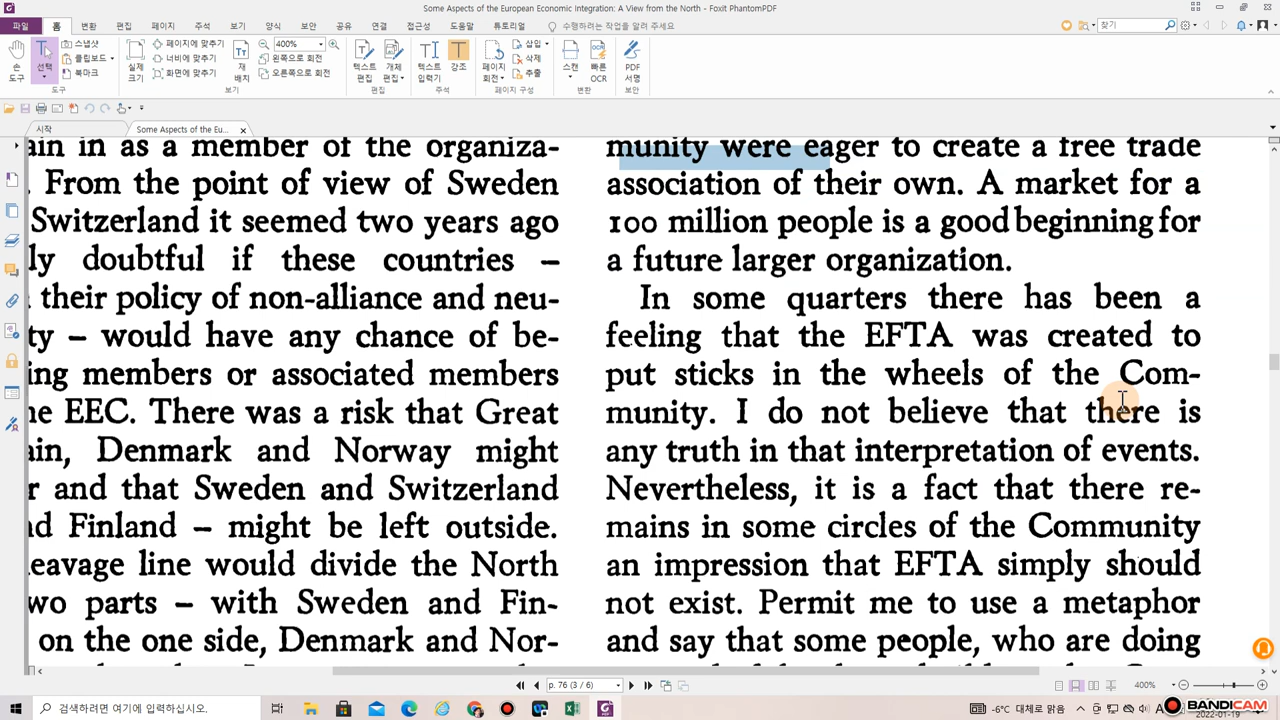 Some Aspects of the European Economic Integration: A View from the North - Foxit PhantomPDF
파일 홈 변환 페이지 주석 보기 양식 보안 공유 연결 접근성 도움말 튜토리얼 수행하려는 작업이 있습니까? 찾기
손 도구
선택
스냅샷
클립보드
북마크
실제 크기
페이지에 맞추기
너비에 맞추기
화면에 맞추기
재 배치
400%
왼쪽으로 회전
오른쪽으로 회전
텍스트 편집
개체 편집
텍스트 입력기
강조
페이지 회전
삽입
삭제
추출
스캔
빠른 OCR
PDF 서명
도구 보기 편집 주석 페이지 구성 변환 보안
시작 Some Aspects of the Eu...
ain in as a member of the organiza-
. From the point of view of Sweden
Switzerland it seemed two years ago
ly doubtful if these countries –
their policy of non-alliance and neu-
ty – would have any chance of be-
ing members or associated members
he EEC. There was a risk that Great
ain, Denmark and Norway might
r and that Sweden and Switzerland
d Finland – might be left outside.
leavage line would divide the North
wo parts – with Sweden and Fin-
on the one side, Denmark and Nor-
munity were eager to create a free trade
association of their own. A market for a
100 million people is a good beginning for
a future larger organization.
In some quarters there has been a
feeling that the EFTA was created to
put sticks in the wheels of the Com-
munity. I do not believe that there is
any truth in that interpretation of events.
Nevertheless, it is a fact that there re-
mains in some circles of the Community
an impression that EFTA simply should
not exist. Permit me to use a metaphor
and say that some people, who are doing
p. 76 (3 / 6)
400%
검색하려면 여기에 입력하십시오.
-6°C 대체로 맑음
BANDICAM
2022-01-19